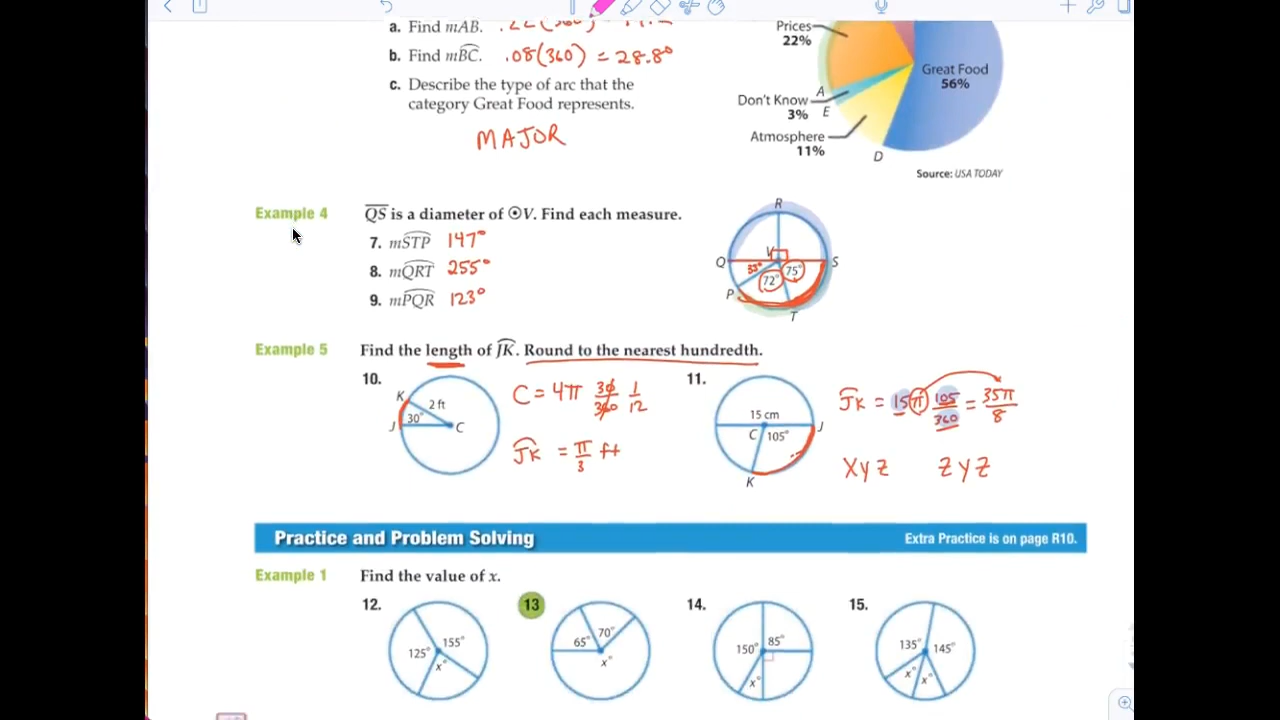 a. Find mAB. .22(360)
b. Find mBC. .08(360) = 28.8°
c. Describe the type of arc that the
category Great Food represents.
MAJOR
Prices
22%
Great Food
56%
A
Don't Know
3%
E
Atmosphere
11%
D
Source: USA TODAY
Example 4
QS is a diameter of ⊙V. Find each measure.
7. mSTP 147°
8. mQRT 255°
9. mPQR 123°
R
V
Q
S
33°
75°
72°
P
T
Example 5
Find the length of JK. Round to the nearest hundredth.
10.
K
2 ft
J
30°
C
C = 4π 30/360 1/12
JK = π/3 ft
11.
15 cm
J
C
105°
K
JK = 15π 105/360 = 35π/8
XYZ ZYZ
Practice and Problem Solving
Extra Practice is on page R10.
Example 1
Find the value of x.
12.
155°
125°
x°
13
65°
70°
x°
14.
150°
85°
x°
15.
135°
145°
x°
x°